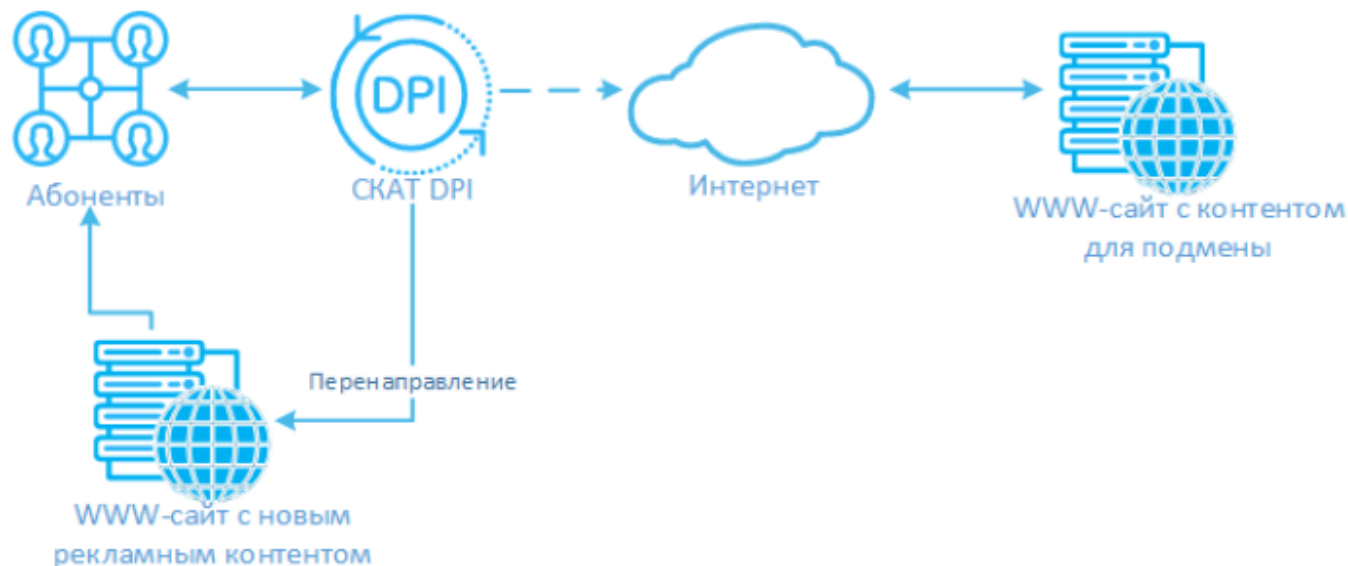 DPI
Абоненты
СКАТ DPI
Интернет
WWW-сайт с контентом
для подмены
Перенаправление
WWW-сайт с новым
рекламным контентом